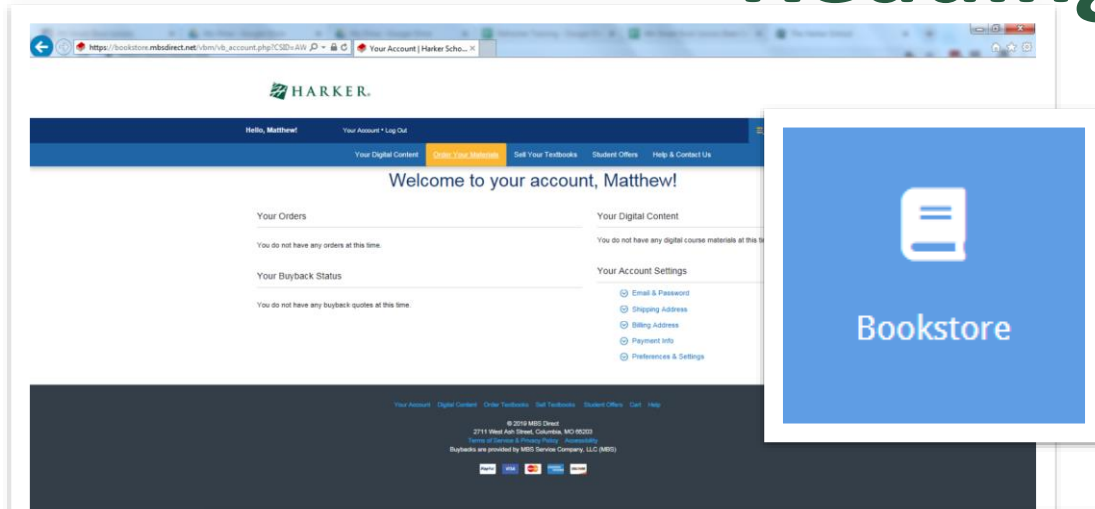 https://bookstore.mbsdirect.net/vbm/vb_account.php?CSID=AW
Your Account | Harker Scho...
HARKER.
Hello, Matthew!
Your Account • Log Out
Your Digital Content
Order Your Materials
Sell Your Textbooks
Student Offers
Help & Contact Us
Welcome to your account, Matthew!
Your Orders
You do not have any orders at this time.
Your Buyback Status
You do not have any buyback quotes at this time.
Your Digital Content
You do not have any digital course materials at this
Your Account Settings
Email & Password
Shipping Address
Billing Address
Payment Info
Preferences & Settings
Bookstore
Your Account Digital Content Order Textbooks Sell Textbooks Student Offers Cart Help
© 2019 MBS Direct
2711 West Ash Street, Columbia, MO 65203
Terms of Service & Privacy Policy Accessibility
Buybacks are provided by MBS Service Company, LLC (MBS)
PayPal VISA